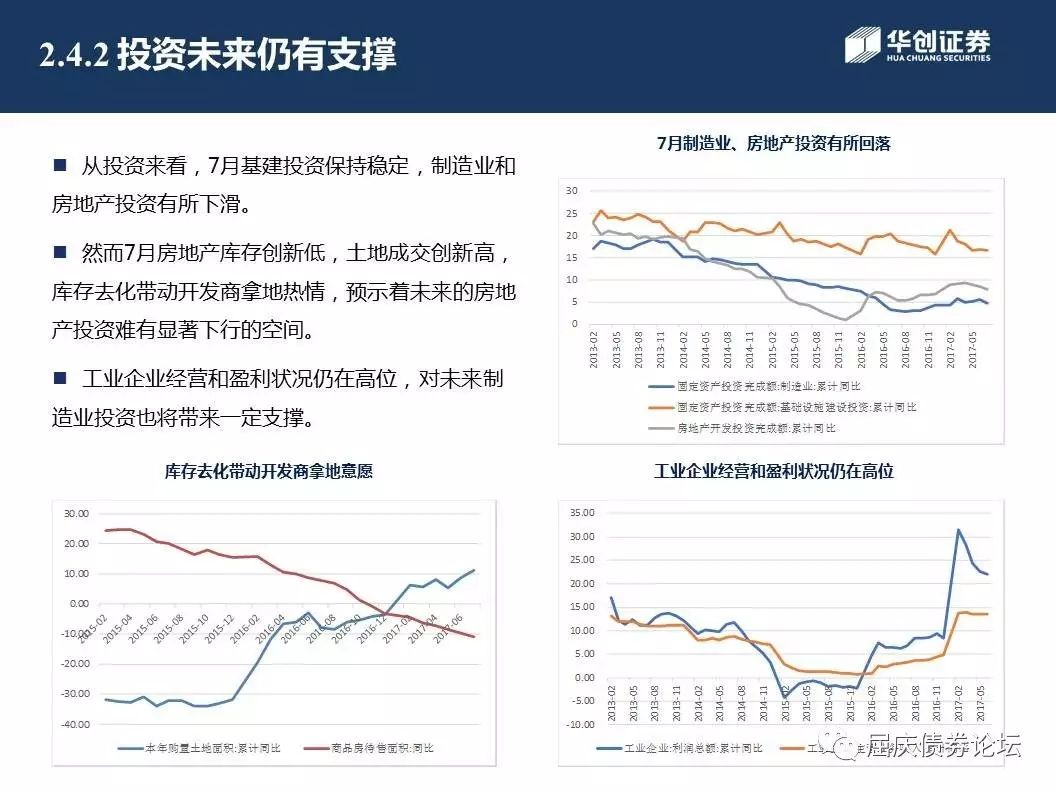 2.4.2 投资未来仍有支撑
华创证券
HUA CHUANG SECURITIES
■ 从投资来看，7月基建投资保持稳定，制造业和
房地产投资有所下滑。
■ 然而7月房地产库存创新低，土地成交创新高，
库存去化带动开发商拿地热情，预示着未来的房地
产投资难有显著下行的空间。
■ 工业企业经营和盈利状况仍在高位，对未来制
造业投资也将带来一定支撑。
7月制造业、房地产投资有所回落
30
25
20
15
10
5
0
2013-02 2013-05 2013-08 2013-11 2014-02 2014-05 2014-08 2014-11 2015-02 2015-05 2015-08 2015-11 2016-02 2016-05 2016-08 2016-11 2017-02 2017-05
固定资产投资完成额:制造业:累计同比
固定资产投资完成额:基础设施建设投资:累计同比
房地产开发投资完成额:累计同比
库存去化带动开发商拿地意愿
30.00
20.00
10.00
0.00
-10.00
-20.00
-30.00
-40.00
2015-02 2015-04 2015-06 2015-08 2015-10 2015-12 2016-02 2016-04 2016-06 2016-08 2016-10 2016-12 2017-02 2017-04 2017-06
本年购置土地面积:累计同比 商品房待售面积:同比
工业企业经营和盈利状况仍在高位
35.00
30.00
25.00
20.00
15.00
10.00
5.00
0.00
-5.00
-10.00
2013-02 2013-05 2013-08 2013-11 2014-02 2014-05 2014-08 2014-11 2015-02 2015-05 2015-08 2015-11 2016-02 2016-05 2016-08 2016-11 2017-02 2017-05
工业企业:利润总额:累计同比
屈庆债券论坛